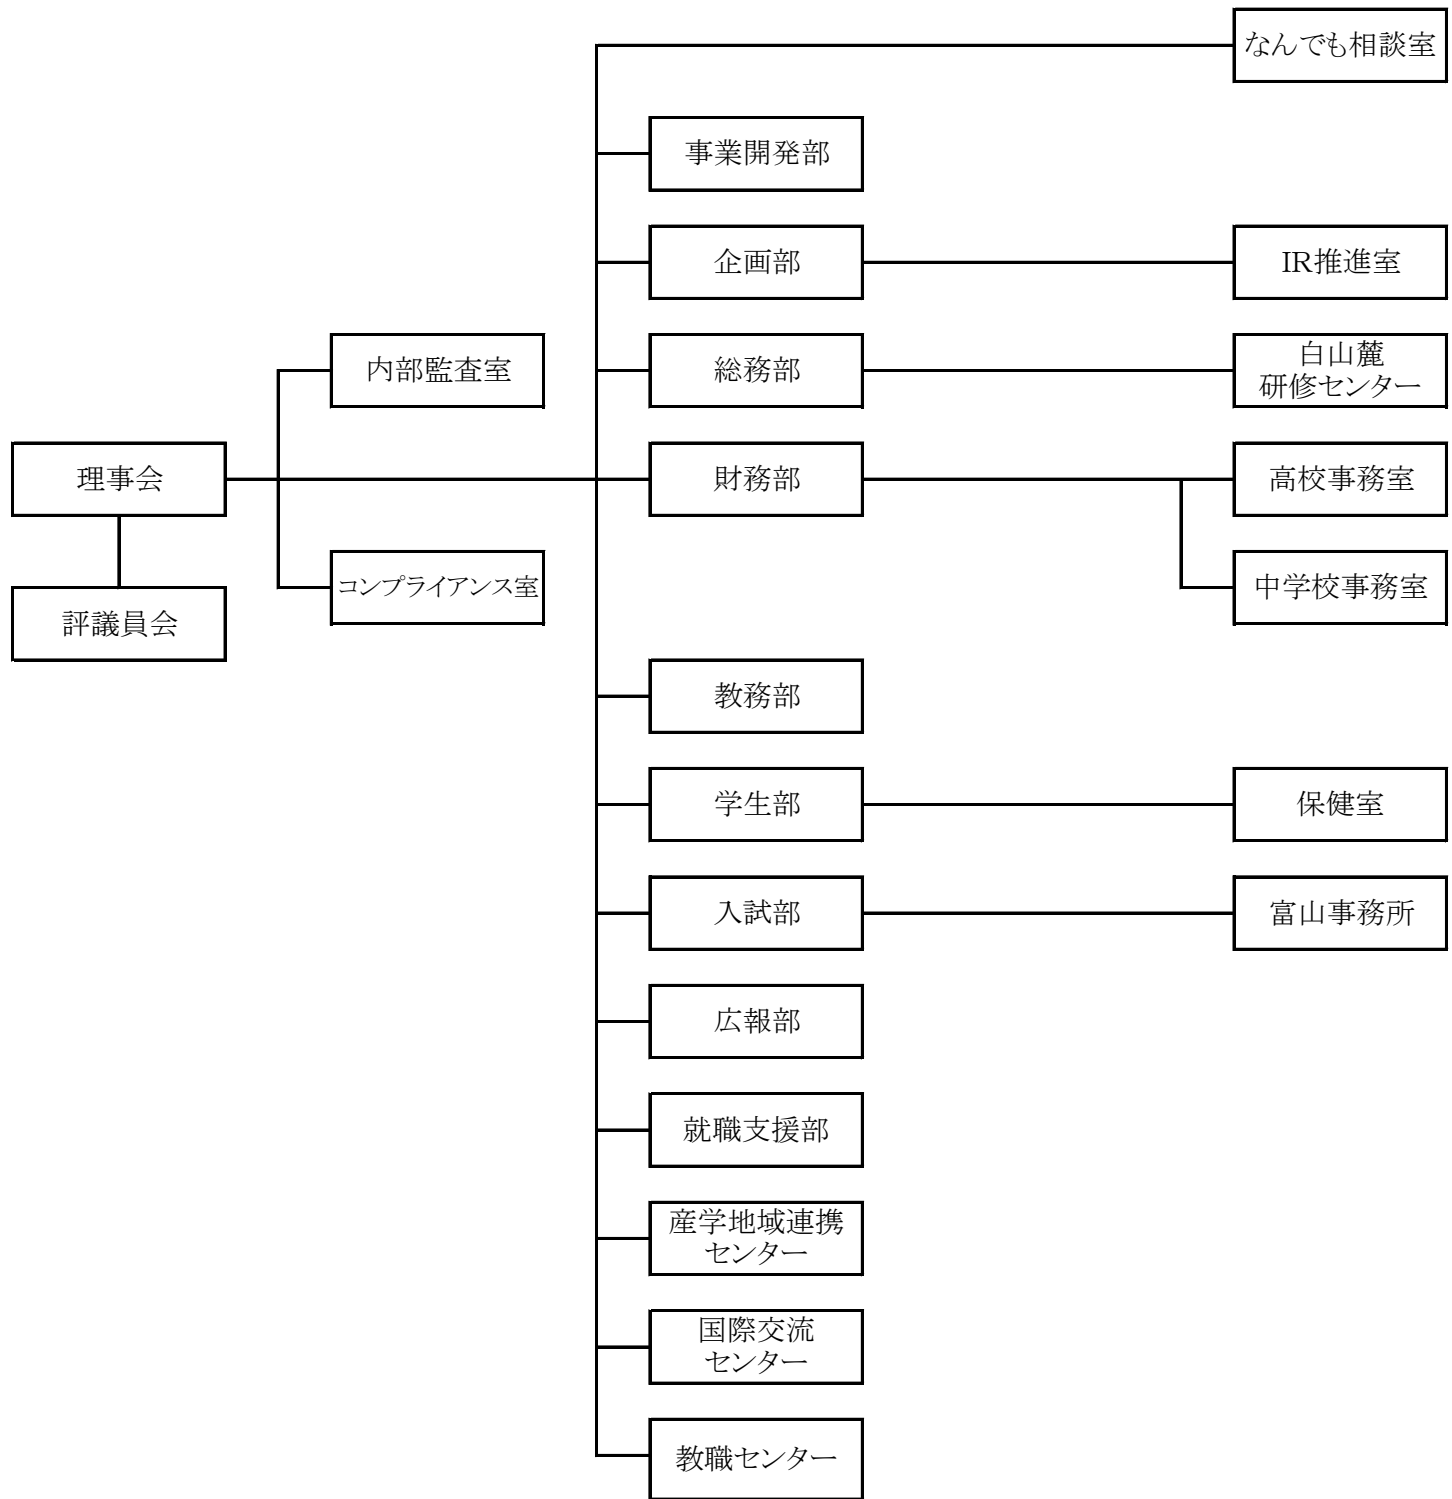 なんでも相談室
事業開発部
企画部
IR推進室
内部監査室
総務部
白山麓
研修センター
理事会
財務部
高校事務室
コンプライアンス室
中学校事務室
評議員会
教務部
学生部
保健室
入試部
富山事務所
広報部
就職支援部
産学地域連携
センター
国際交流
センター
教職センター